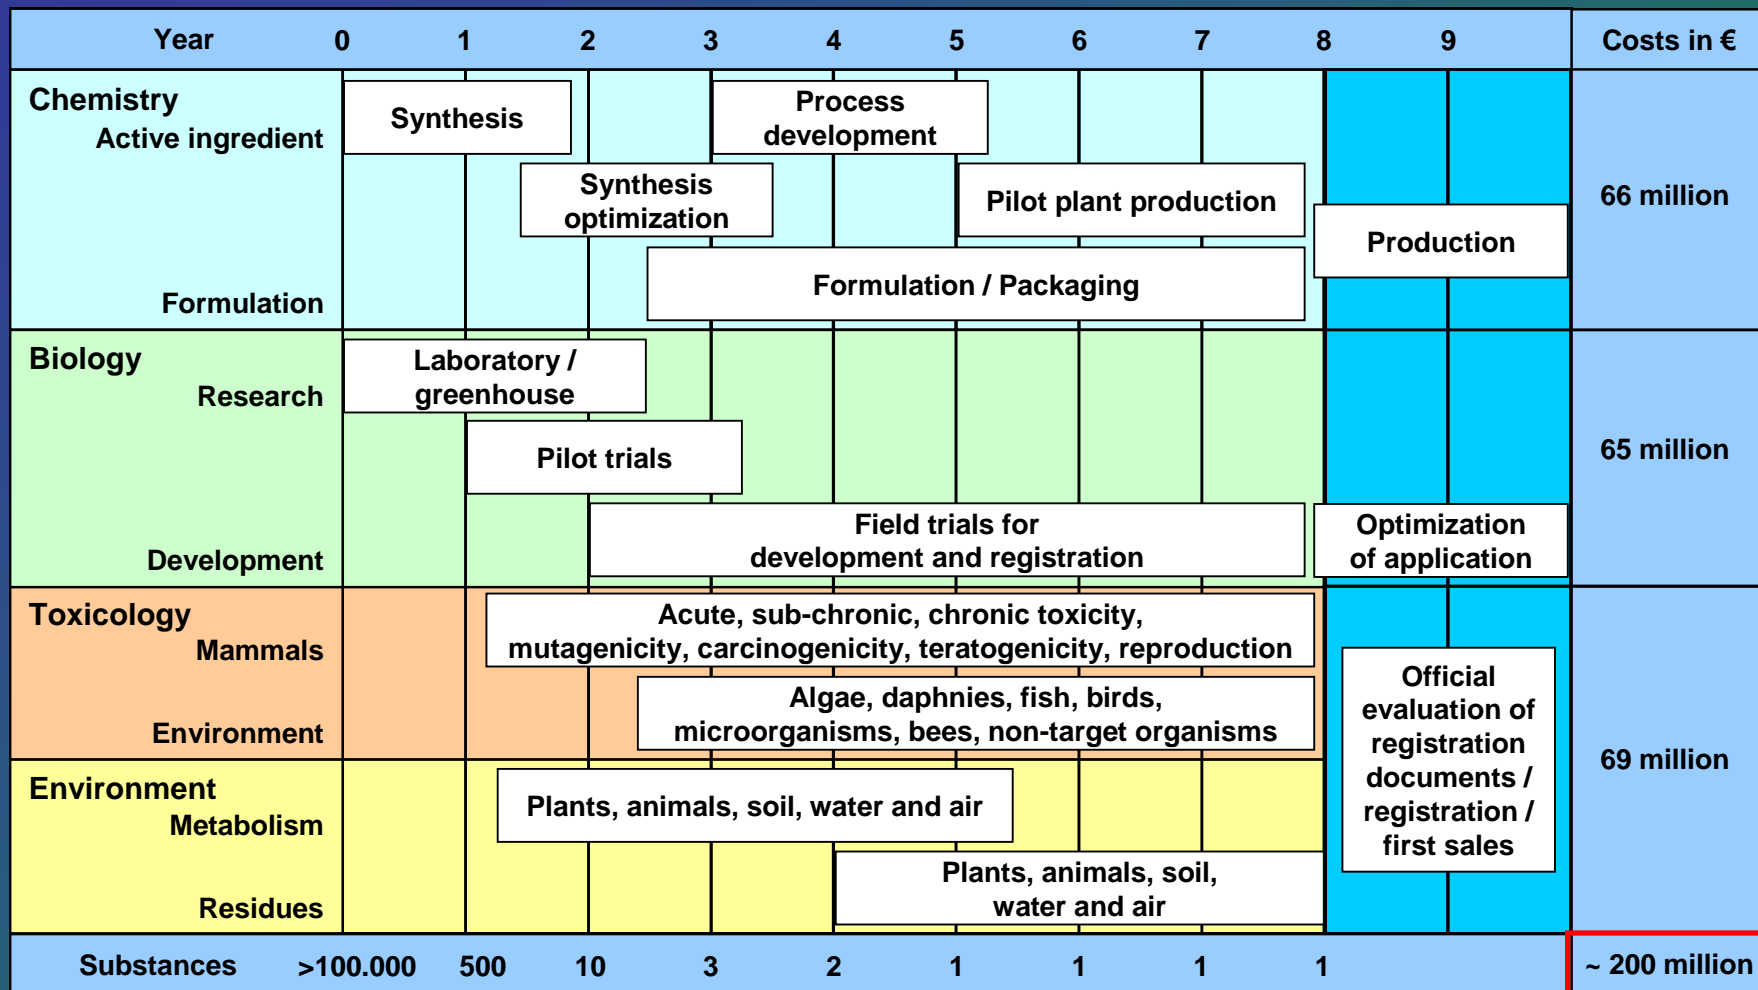 Year 0 1 2 3 4 5 6 7 8 9 Costs in €
Chemistry
Active ingredient
Synthesis
Process
development
Synthesis
optimization
Pilot plant production
Production
66 million
Formulation
Formulation / Packaging
Biology
Research
Laboratory /
greenhouse
Pilot trials
65 million
Development
Field trials for
development and registration
Optimization
of application
Toxicology
Mammals
Acute, sub-chronic, chronic toxicity,
mutagenicity, carcinogenicity, teratogenicity, reproduction
Environment
Algae, daphnies, fish, birds,
microorganisms, bees, non-target organisms
Official
evaluation of
registration
documents /
registration /
first sales
69 million
Environment
Metabolism
Plants, animals, soil, water and air
Residues
Plants, animals, soil,
water and air
Substances >100.000 500 10 3 2 1 1 1 1 ~ 200 million